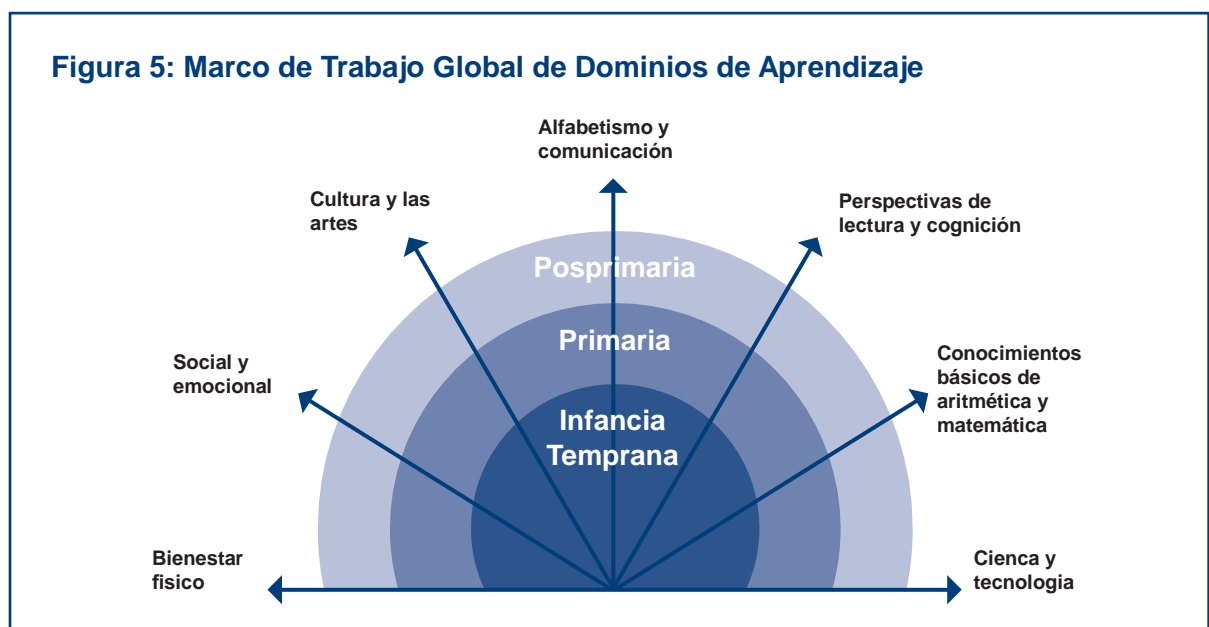 Figura 5: Marco de Trabajo Global de Dominios de Aprendizaje
Alfabetismo y
comunicación
Cultura y las
artes
Perspectivas de
lectura y cognición
Posprimaria
Primaria
Social y
emocional
Conocimientos
básicos de
aritmética y
matemática
Infancia
Temprana
Bienestar
fisico
Cienca y
tecnologia